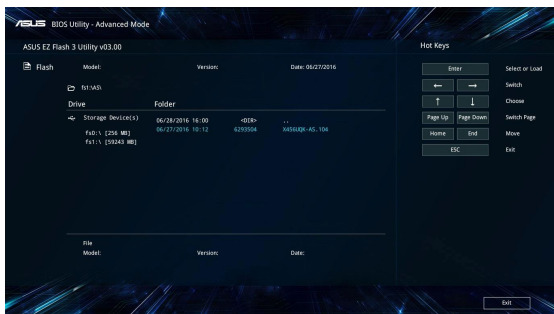 ASUS BIOS Utility - Advanced Mode
ASUS EZ Flash 3 Utility v03.00
Hot Keys
Flash Model: Version: Date: 06/27/2016
Enter Select or Load
fs1:\AS\
← → Switch
Drive Folder
↑ ↓ Choose
Storage Device(s) 06/28/2016 16:00 <DIR> ..
Page Up Page Down Switch Page
fs0:\ [256 MB] 06/27/2016 10:12 6293504 X456UQK-AS.104
Home End Move
fs1:\ [59243 MB]
ESC Exit
File
Model: Version: Date:
Exit